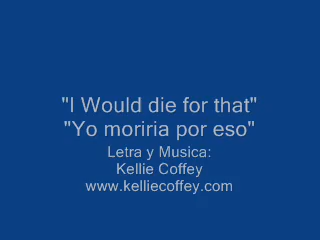 "I Would die for that"
"Yo moriria por eso"
Letra y Musica:
Kellie Coffey
www.kelliecoffey.com